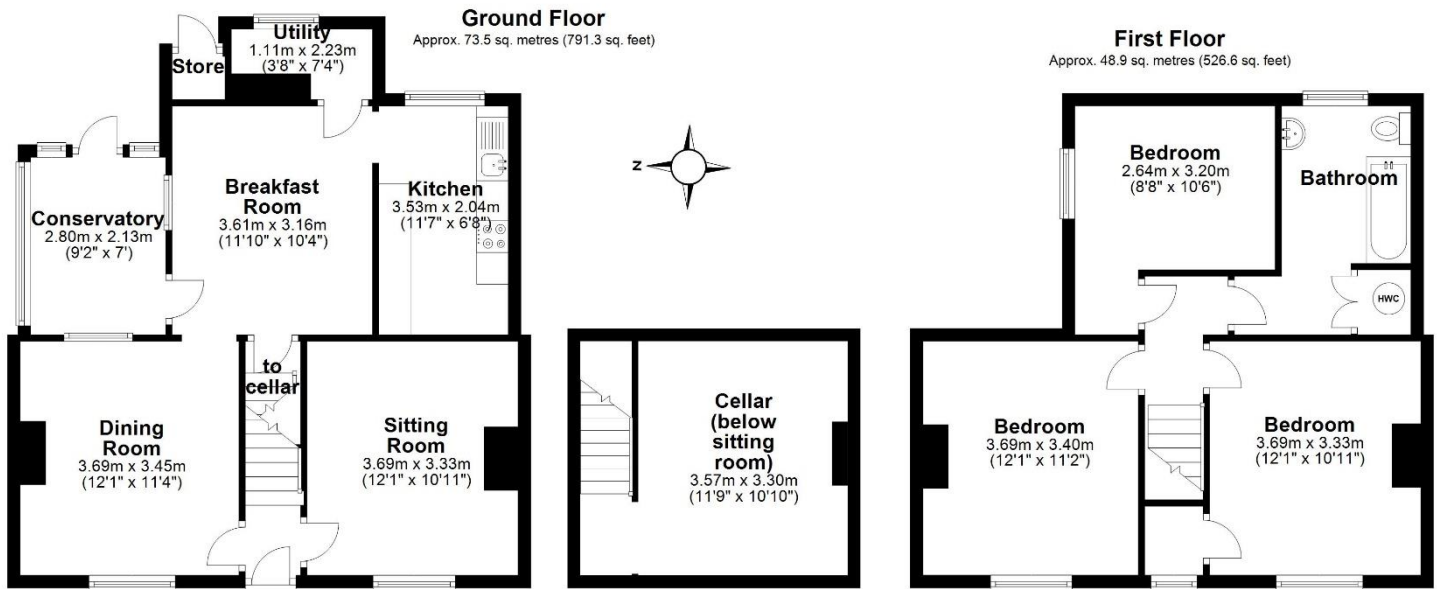 Ground Floor
Approx. 73.5 sq. metres (791.3 sq. feet)
Utility
1.11m x 2.23m
(3'8" x 7'4")
Store
Conservatory
2.80m x 2.13m
(9'2" x 7')
Breakfast
Room
3.61m x 3.16m
(11'10" x 10'4")
Kitchen
3.53m x 2.04m
(11'7" x 6'8")
to
cellar
Dining
Room
3.69m x 3.45m
(12'1" x 11'4")
Sitting
Room
3.69m x 3.33m
(12'1" x 10'11")
Z
Cellar
(below
sitting
room)
3.57m x 3.30m
(11'9" x 10'10")
First Floor
Approx. 48.9 sq. metres (526.6 sq. feet)
Bedroom
2.64m x 3.20m
(8'8" x 10'6")
Bathroom
HWC
Bedroom
3.69m x 3.40m
(12'1" x 11'2")
Bedroom
3.69m x 3.33m
(12'1" x 10'11")